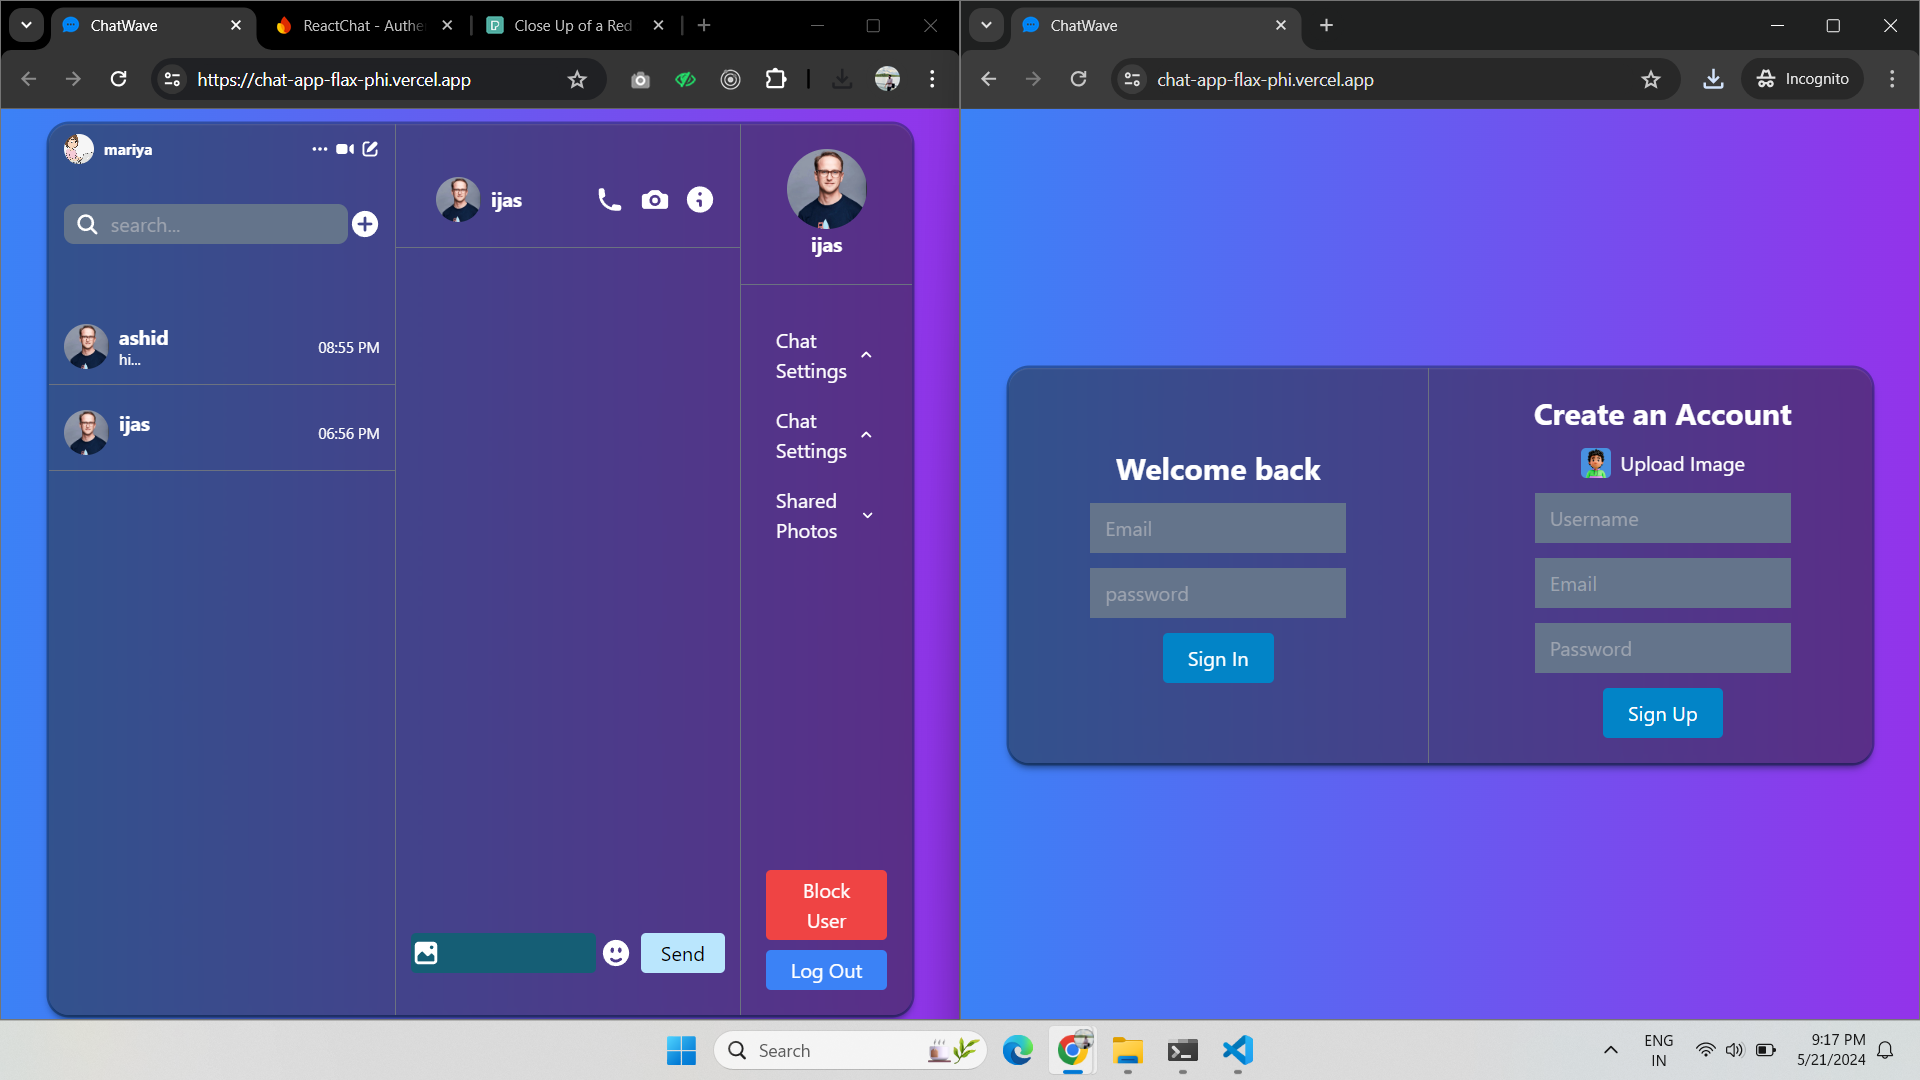 ChatWave
ReactChat - Authe
Close Up of a Red
https://chat-app-flax-phi.vercel.app
mariya
search...
ashid
hi...
08:55 PM
ijas
06:56 PM
ijas
ijas
Chat
Settings
Chat
Settings
Shared
Photos
Block
User
Log Out
Send
ChatWave
chat-app-flax-phi.vercel.app
Incognito
Welcome back
Email
password
Sign In
Create an Account
Upload Image
Username
Email
Password
Sign Up
Search
ENG
IN
9:17 PM
5/21/2024